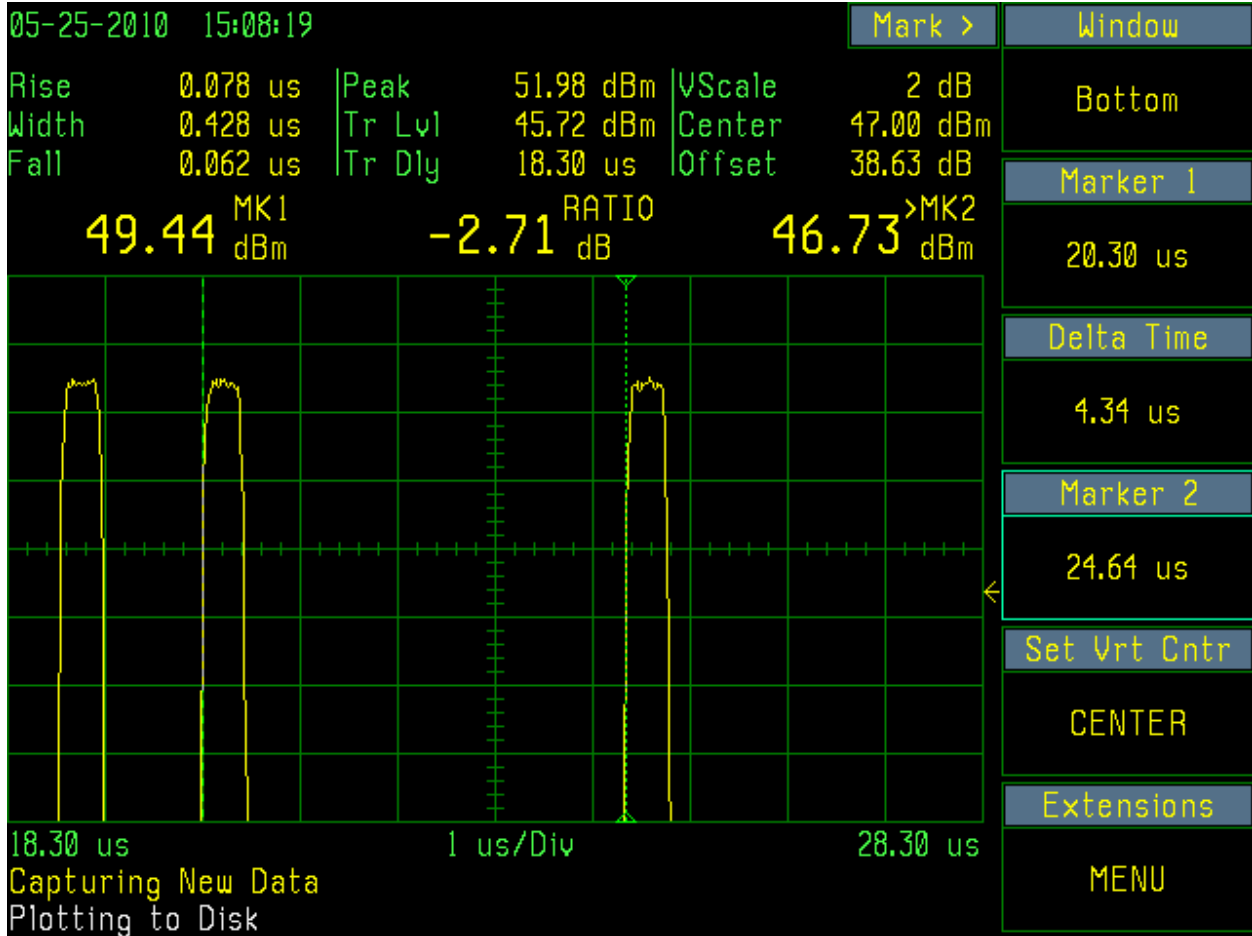 05-25-2010 15:08:19 Mark >
Rise 0.078 us Peak 51.98 dBm VScale 2 dB
Width 0.428 us Tr Lvl 45.72 dBm Center 47.00 dBm
Fall 0.062 us Tr Dly 18.30 us Offset 38.63 dB
MK1 RATIO >MK2
49.44 dBm -2.71 dB 46.73 dBm
18.30 us 1 us/Div 28.30 us
Capturing New Data
Plotting to Disk
Window
Bottom
Marker 1
20.30 us
Delta Time
4.34 us
Marker 2
24.64 us
Set Vrt Cntr
CENTER
Extensions
MENU